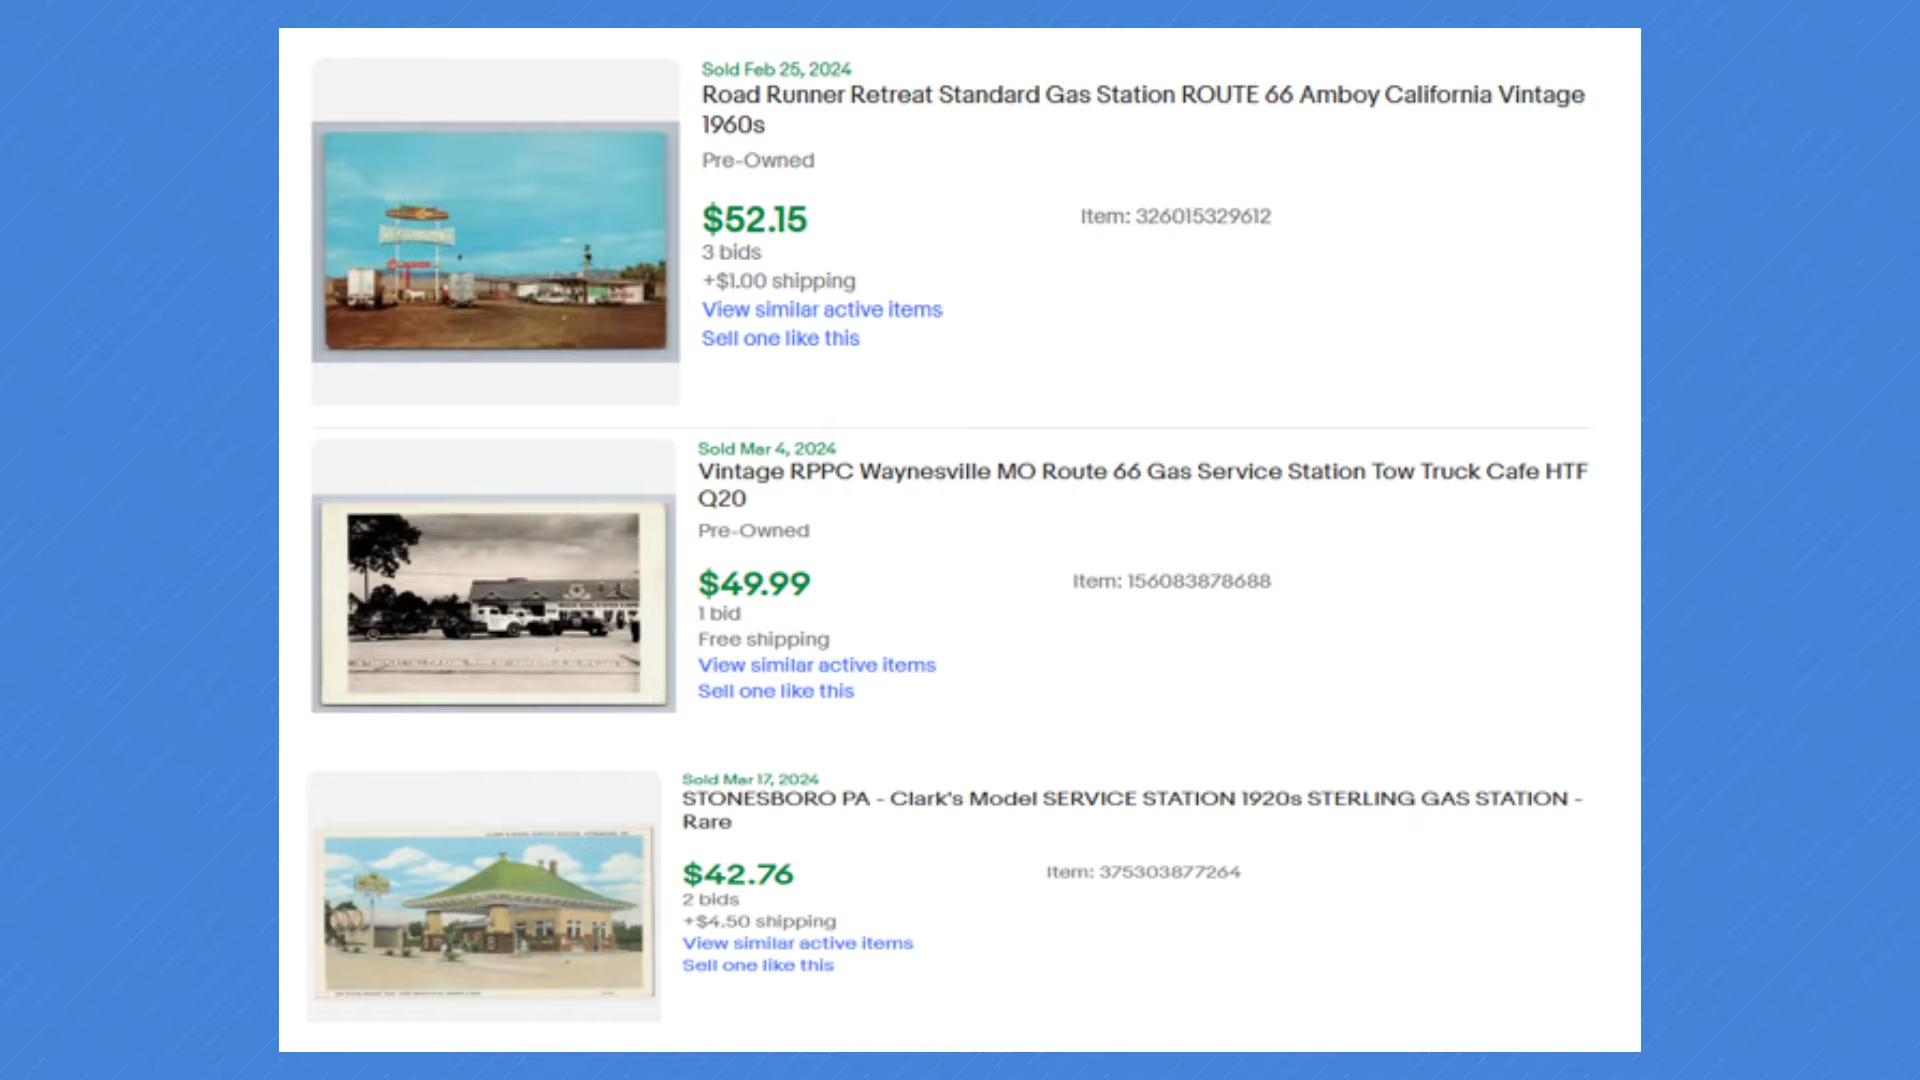 Sold Feb 25, 2024
Road Runner Retreat Standard Gas Station ROUTE 66 Amboy California Vintage
1960s
Pre-Owned
$52.15
Item: 326015329612
3 bids
+$1.00 shipping
View similar active items
Sell one like this
Sold Mar 4, 2024
Vintage RPPC Waynesville MO Route 66 Gas Service Station Tow Truck Cafe HTF
Q20
Pre-Owned
$49.99
Item: 156083878688
1 bid
Free shipping
View similar active items
Sell one like this
Sold Mar 17, 2024
STONESBORO PA - Clark's Model SERVICE STATION 1920s STERLING GAS STATION -
Rare
$42.76
Item: 375303877264
2 bids
+$4.50 shipping
View similar active items
Sell one like this